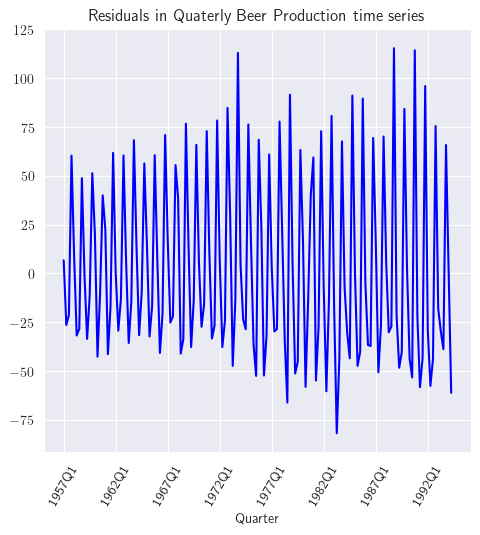 Residuals in Quaterly Beer Production time series
125
100
75
50
25
0
−25
−50
−75
1957Q1
1962Q1
1967Q1
1972Q1
1977Q1
1982Q1
1987Q1
1992Q1
Quarter